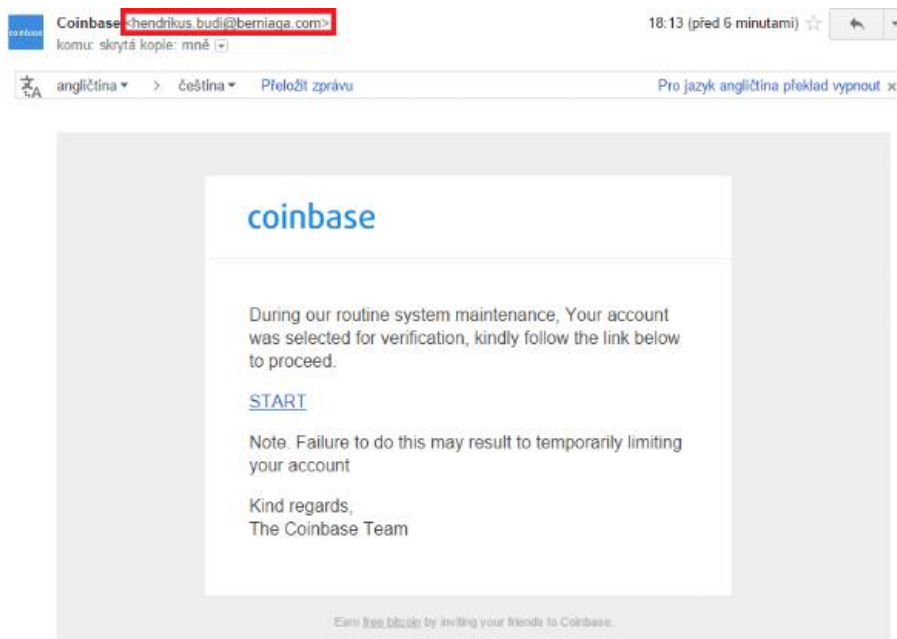 coinbase
Coinbase <hendrikus.budi@berniaga.com>
18:13 (před 6 minutami)
komu: skrytá kopie: mně
angličtina > čeština Přeložit zprávu Pro jazyk angličtina překlad vypnout x
coinbase
During our routine system maintenance, Your account
was selected for verification, kindly follow the link below
to proceed.
START
Note. Failure to do this may result to temporarily limiting
your account
Kind regards,
The Coinbase Team
Earn free bitcoin by inviting your friends to Coinbase.